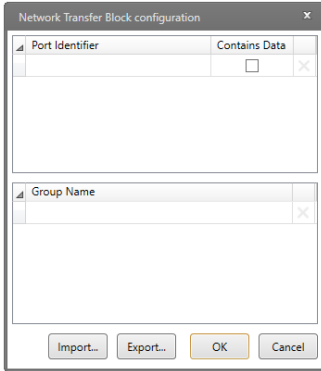 Network Transfer Block configuration
Port Identifier Contains Data
Group Name
Import... Export... OK Cancel